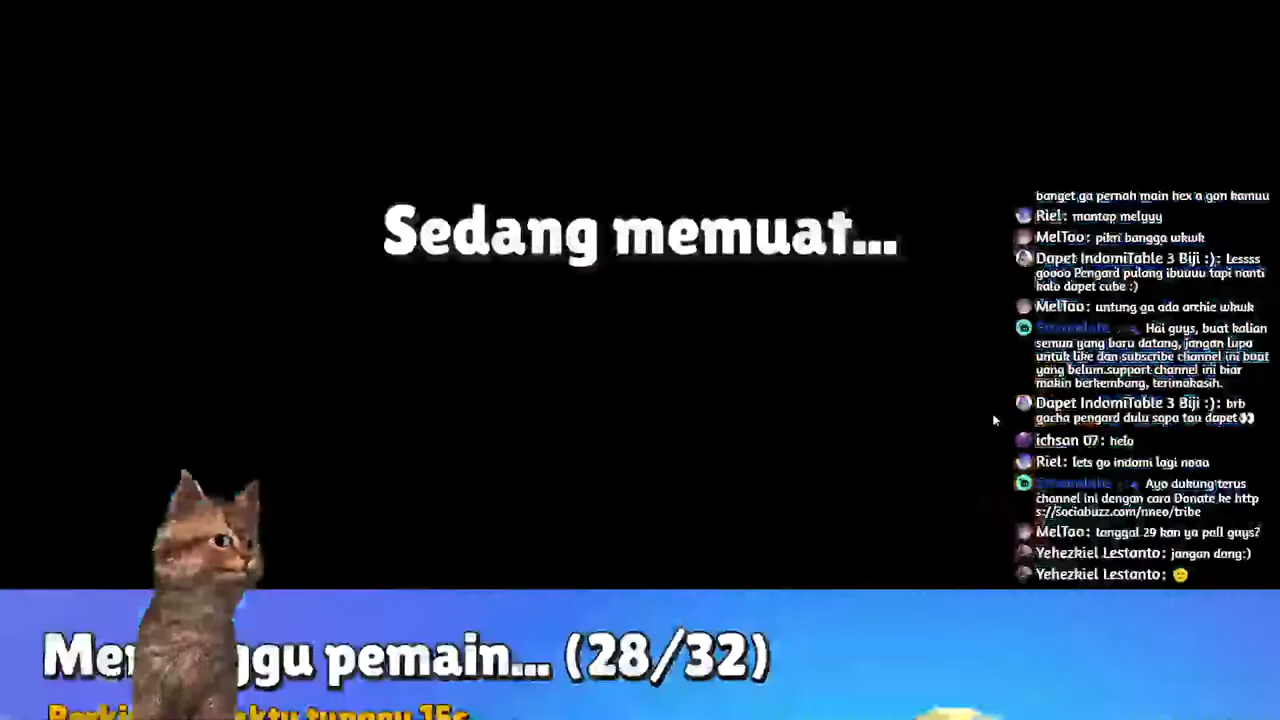 Sedang memuat...
banget ga pernah main hex a gon kamuu
Riel: mantap melyyy
MelTao: pikri bangga wkwk
Dapet IndomiTable 3 Biji :): Lessss
goooo Pengard pulang ibuuuu tapi nanti
kalo dapet cube :)
MelTao: untung ga ada archie wkwk
Hai guys, buat kalian
semua yang baru datang, jangan lupa
untuk like dan subscribe channel ini buat
yang belum.support channel ini biar
makin berkembang, terimakasih.
Dapet IndomiTable 3 Biji :): brb
gacha pengard dulu sapa tau dapet👀
ichsan 07: helo
Riel: lets go indomi lagi noaa
Ayo dukung terus
channel ini dengan cara Donate ke http
s://sociabuzz.com/nneo/tribe
MelTao: tanggal 29 kan ya pall guys?
Yehezkiel Lestanto: jangan dang:)
Yehezkiel Lestanto:
pemain... (28/32)
tunggu 15s